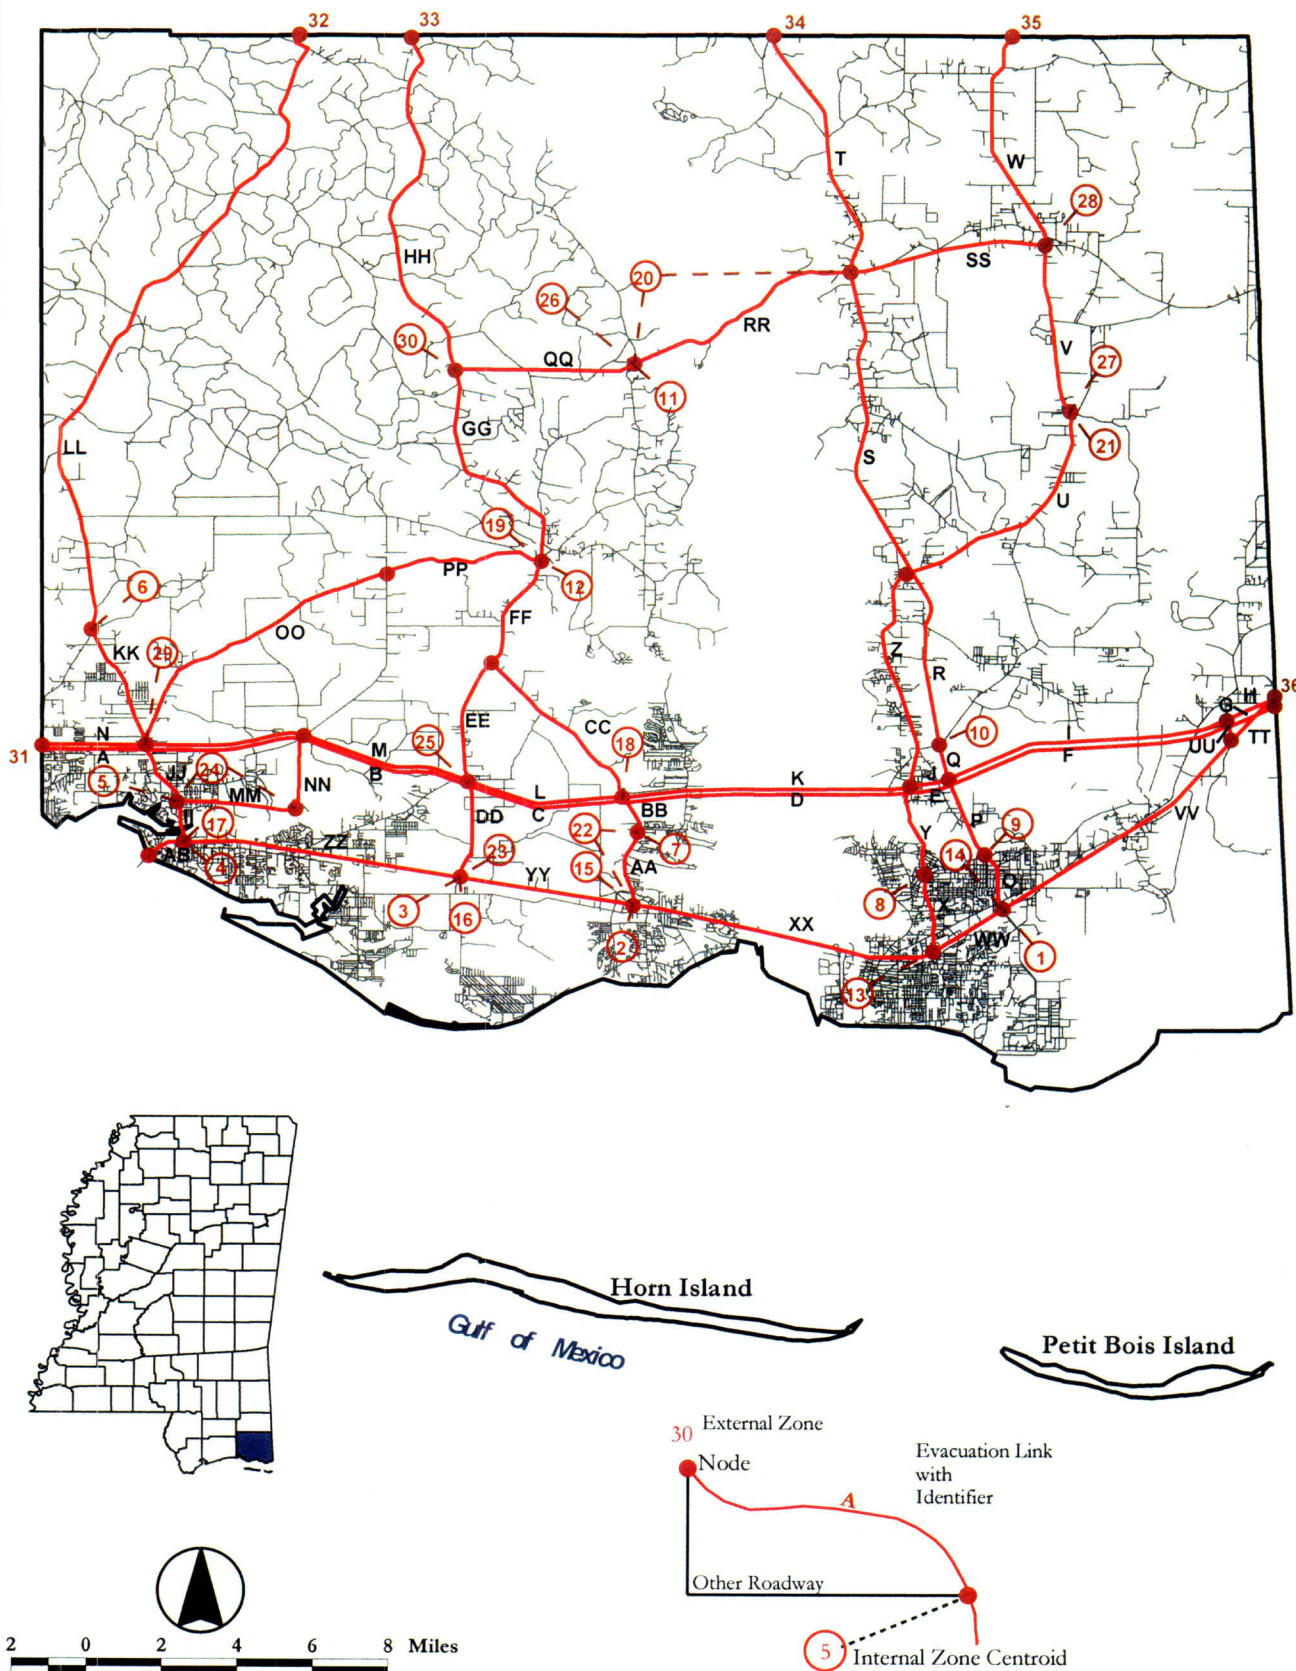 32
33
34
35
T
W
28
HH
SS
20
26
RR
V
30
QQ
27
11
GG
LL
S
21
U
19
PP
12
6
FF
OO
KK
29
Z
R
36
H
G
EE
CC
N
M
25
18
10
I
F
UU
TT
31
A
B
Q
5
JJ
24
MM
NN
L
C
K
D
J
E
DD
BB
VV
17
II
ZZ
22
7
Y
P
9
AB
4
23
YY
15
AA
14
O
8
X
3
16
XX
WW
2
1
13
Horn Island
Gulf of Mexico
Petit Bois Island
30 External Zone
Node
Evacuation Link
with
Identifier
A
Other Roadway
5 Internal Zone Centroid
2 0 2 4 6 8 Miles